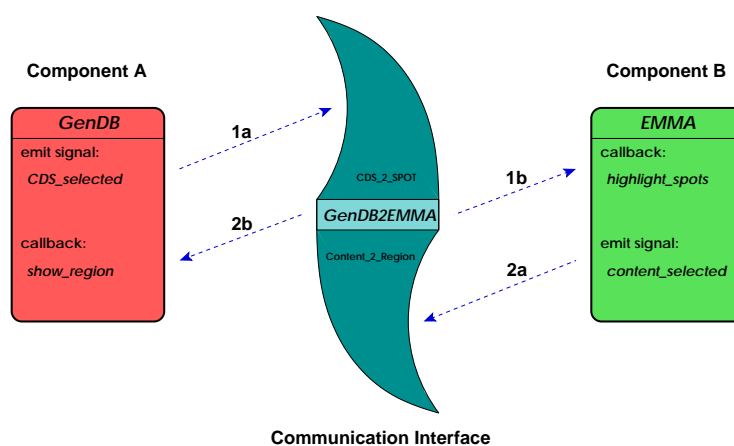 Component A
Component B
GenDB
emit signal:
CDS_selected
callback:
show_region
1a
2b
CDS_2_SPOT
GenDB2EMMA
Content_2_Region
1b
2a
EMMA
callback:
highlight_spots
emit signal:
content_selected
Communication Interface